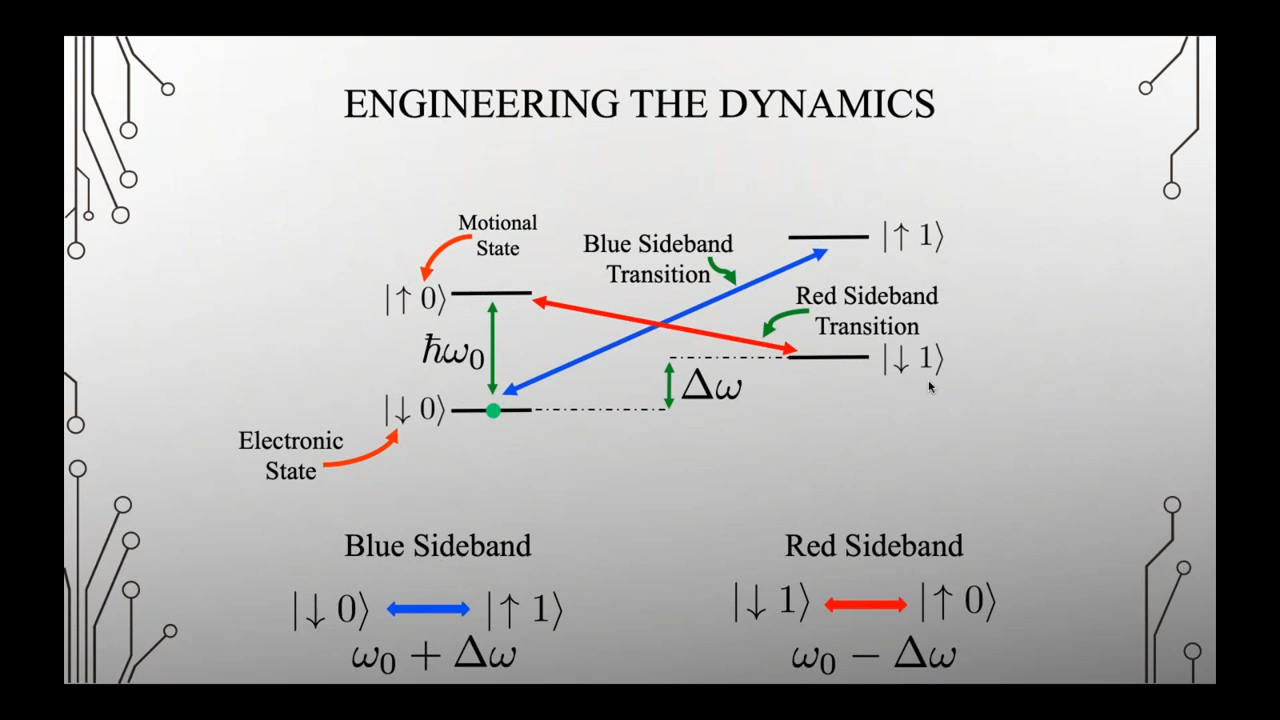 ENGINEERING THE DYNAMICS
Motional
State
Blue Sideband
Transition
|↑ 1⟩
|↑ 0⟩
Red Sideband
Transition
ħω₀
|↓ 1⟩
Δω
|↓ 0⟩
Electronic
State
Blue Sideband
|↓ 0⟩ |↑ 1⟩
ω₀ + Δω
Red Sideband
|↓ 1⟩ |↑ 0⟩
ω₀ − Δω